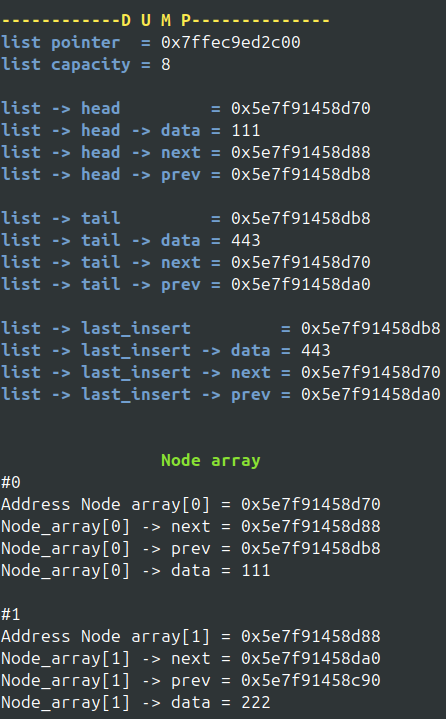 ------------D U M P--------------
list pointer  = 0x7ffec9ed2c00
list capacity = 8
list -> head         = 0x5e7f91458d70
list -> head -> data = 111
list -> head -> next = 0x5e7f91458d88
list -> head -> prev = 0x5e7f91458db8
list -> tail         = 0x5e7f91458db8
list -> tail -> data = 443
list -> tail -> next = 0x5e7f91458d70
list -> tail -> prev = 0x5e7f91458da0
list -> last_insert         = 0x5e7f91458db8
list -> last_insert -> data = 443
list -> last_insert -> next = 0x5e7f91458d70
list -> last_insert -> prev = 0x5e7f91458da0
Node array
#0
Address Node array[0] = 0x5e7f91458d70
Node_array[0] -> next = 0x5e7f91458d88
Node_array[0] -> prev = 0x5e7f91458db8
Node_array[0] -> data = 111
#1
Address Node array[1] = 0x5e7f91458d88
Node_array[1] -> next = 0x5e7f91458da0
Node_array[1] -> prev = 0x5e7f91458c90
Node_array[1] -> data = 222